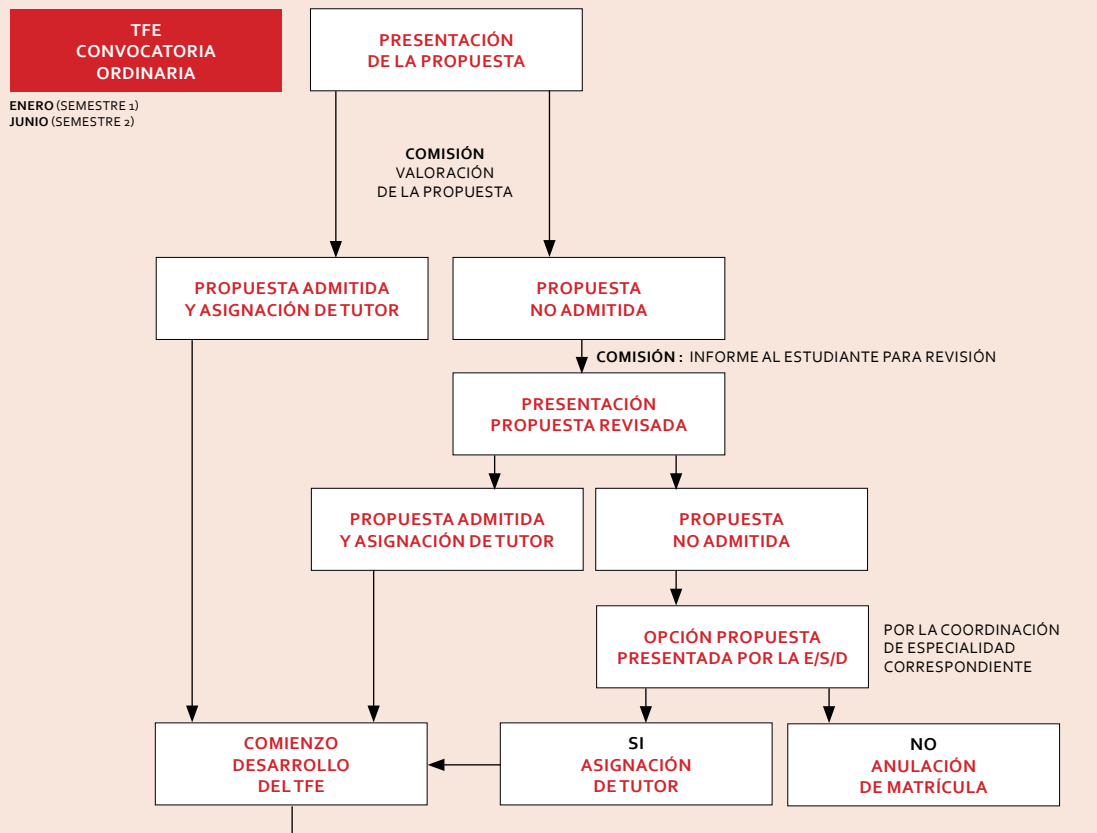 TFE
CONVOCATORIA
ORDINARIA
ENERO (SEMESTRE 1)
JUNIO (SEMESTRE 2)
PRESENTACIÓN
DE LA PROPUESTA
COMISIÓN
VALORACIÓN
DE LA PROPUESTA
PROPUESTA ADMITIDA
Y ASIGNACIÓN DE TUTOR
PROPUESTA
NO ADMITIDA
COMISIÓN : INFORME AL ESTUDIANTE PARA REVISIÓN
PRESENTACIÓN
PROPUESTA REVISADA
PROPUESTA ADMITIDA
Y ASIGNACIÓN DE TUTOR
PROPUESTA
NO ADMITIDA
OPCIÓN PROPUESTA
PRESENTADA POR LA E/S/D
POR LA COORDINACIÓN
DE ESPECIALIDAD
CORRESPONDIENTE
COMIENZO
DESARROLLO
DEL TFE
SI
ASIGNACIÓN
DE TUTOR
NO
ANULACIÓN
DE MATRÍCULA